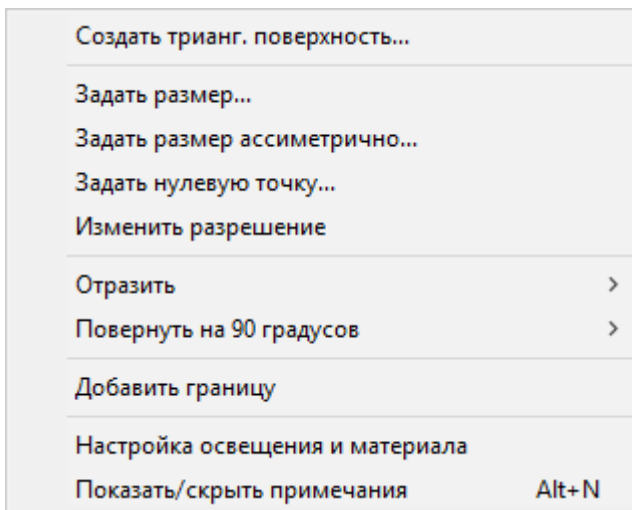 Создать трианг. поверхность...
Задать размер...
Задать размер ассиметрично...
Задать нулевую точку...
Изменить разрешение
Отразить
Повернуть на 90 градусов
Добавить границу
Настройка освещения и материала
Показать/скрыть примечания Alt+N